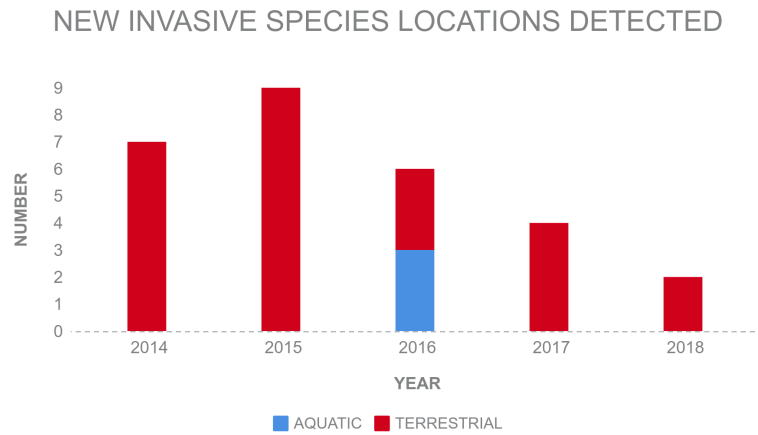 NEW INVASIVE SPECIES LOCATIONS DETECTED
9
8
7
6
5
4
3
2
1
0
NUMBER
2014 2015 2016 2017 2018
YEAR
AQUATIC TERRESTRIAL